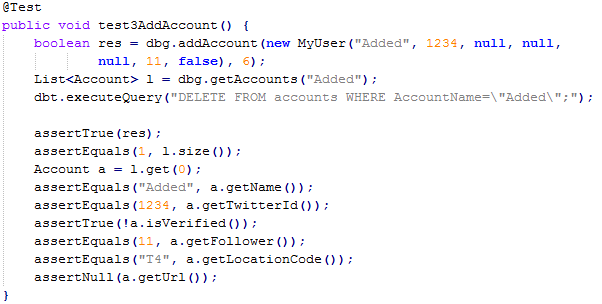 @Test
public void test3AddAccount() {
    boolean res = dbg.addAccount(new MyUser("Added", 1234, null, null,
            null, 11, false), 6);
    List<Account> l = dbg.getAccounts("Added");
    dbt.executeQuery("DELETE FROM accounts WHERE AccountName=\"Added\";");

    assertTrue(res);
    assertEquals(1, l.size());
    Account a = l.get(0);
    assertEquals("Added", a.getName());
    assertEquals(1234, a.getTwitterId());
    assertTrue(!a.isVerified());
    assertEquals(11, a.getFollower());
    assertEquals("T4", a.getLocationCode());
    assertNull(a.getUrl());
}